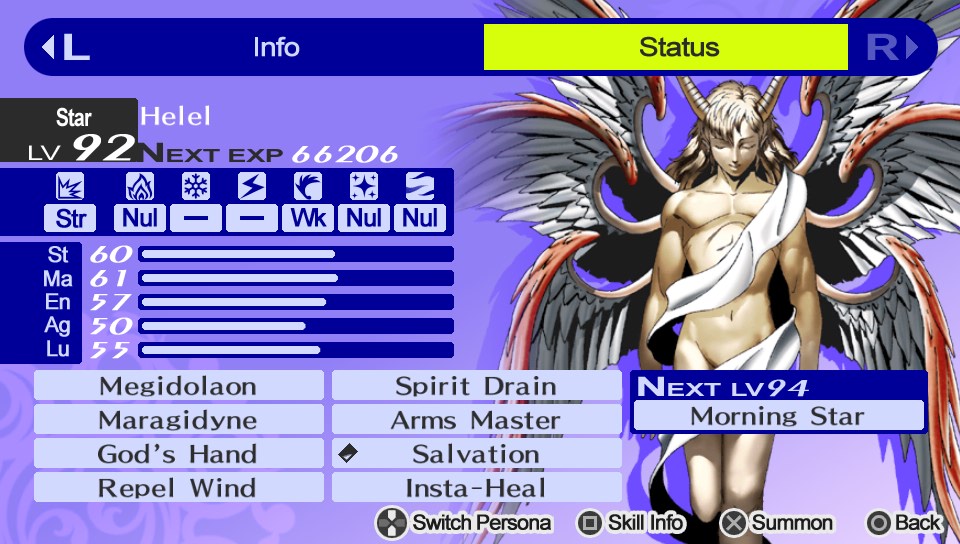 L Info Status R
Star Helel
LV 92 NEXT EXP 66206
Str Nul — — Wk Nul Nul
St 60
Ma 61
En 57
Ag 50
Lu 55
Megidolaon Spirit Drain NEXT LV 94
Maragidyne Arms Master Morning Star
God's Hand Salvation
Repel Wind Insta-Heal
Switch Persona Skill Info Summon Back